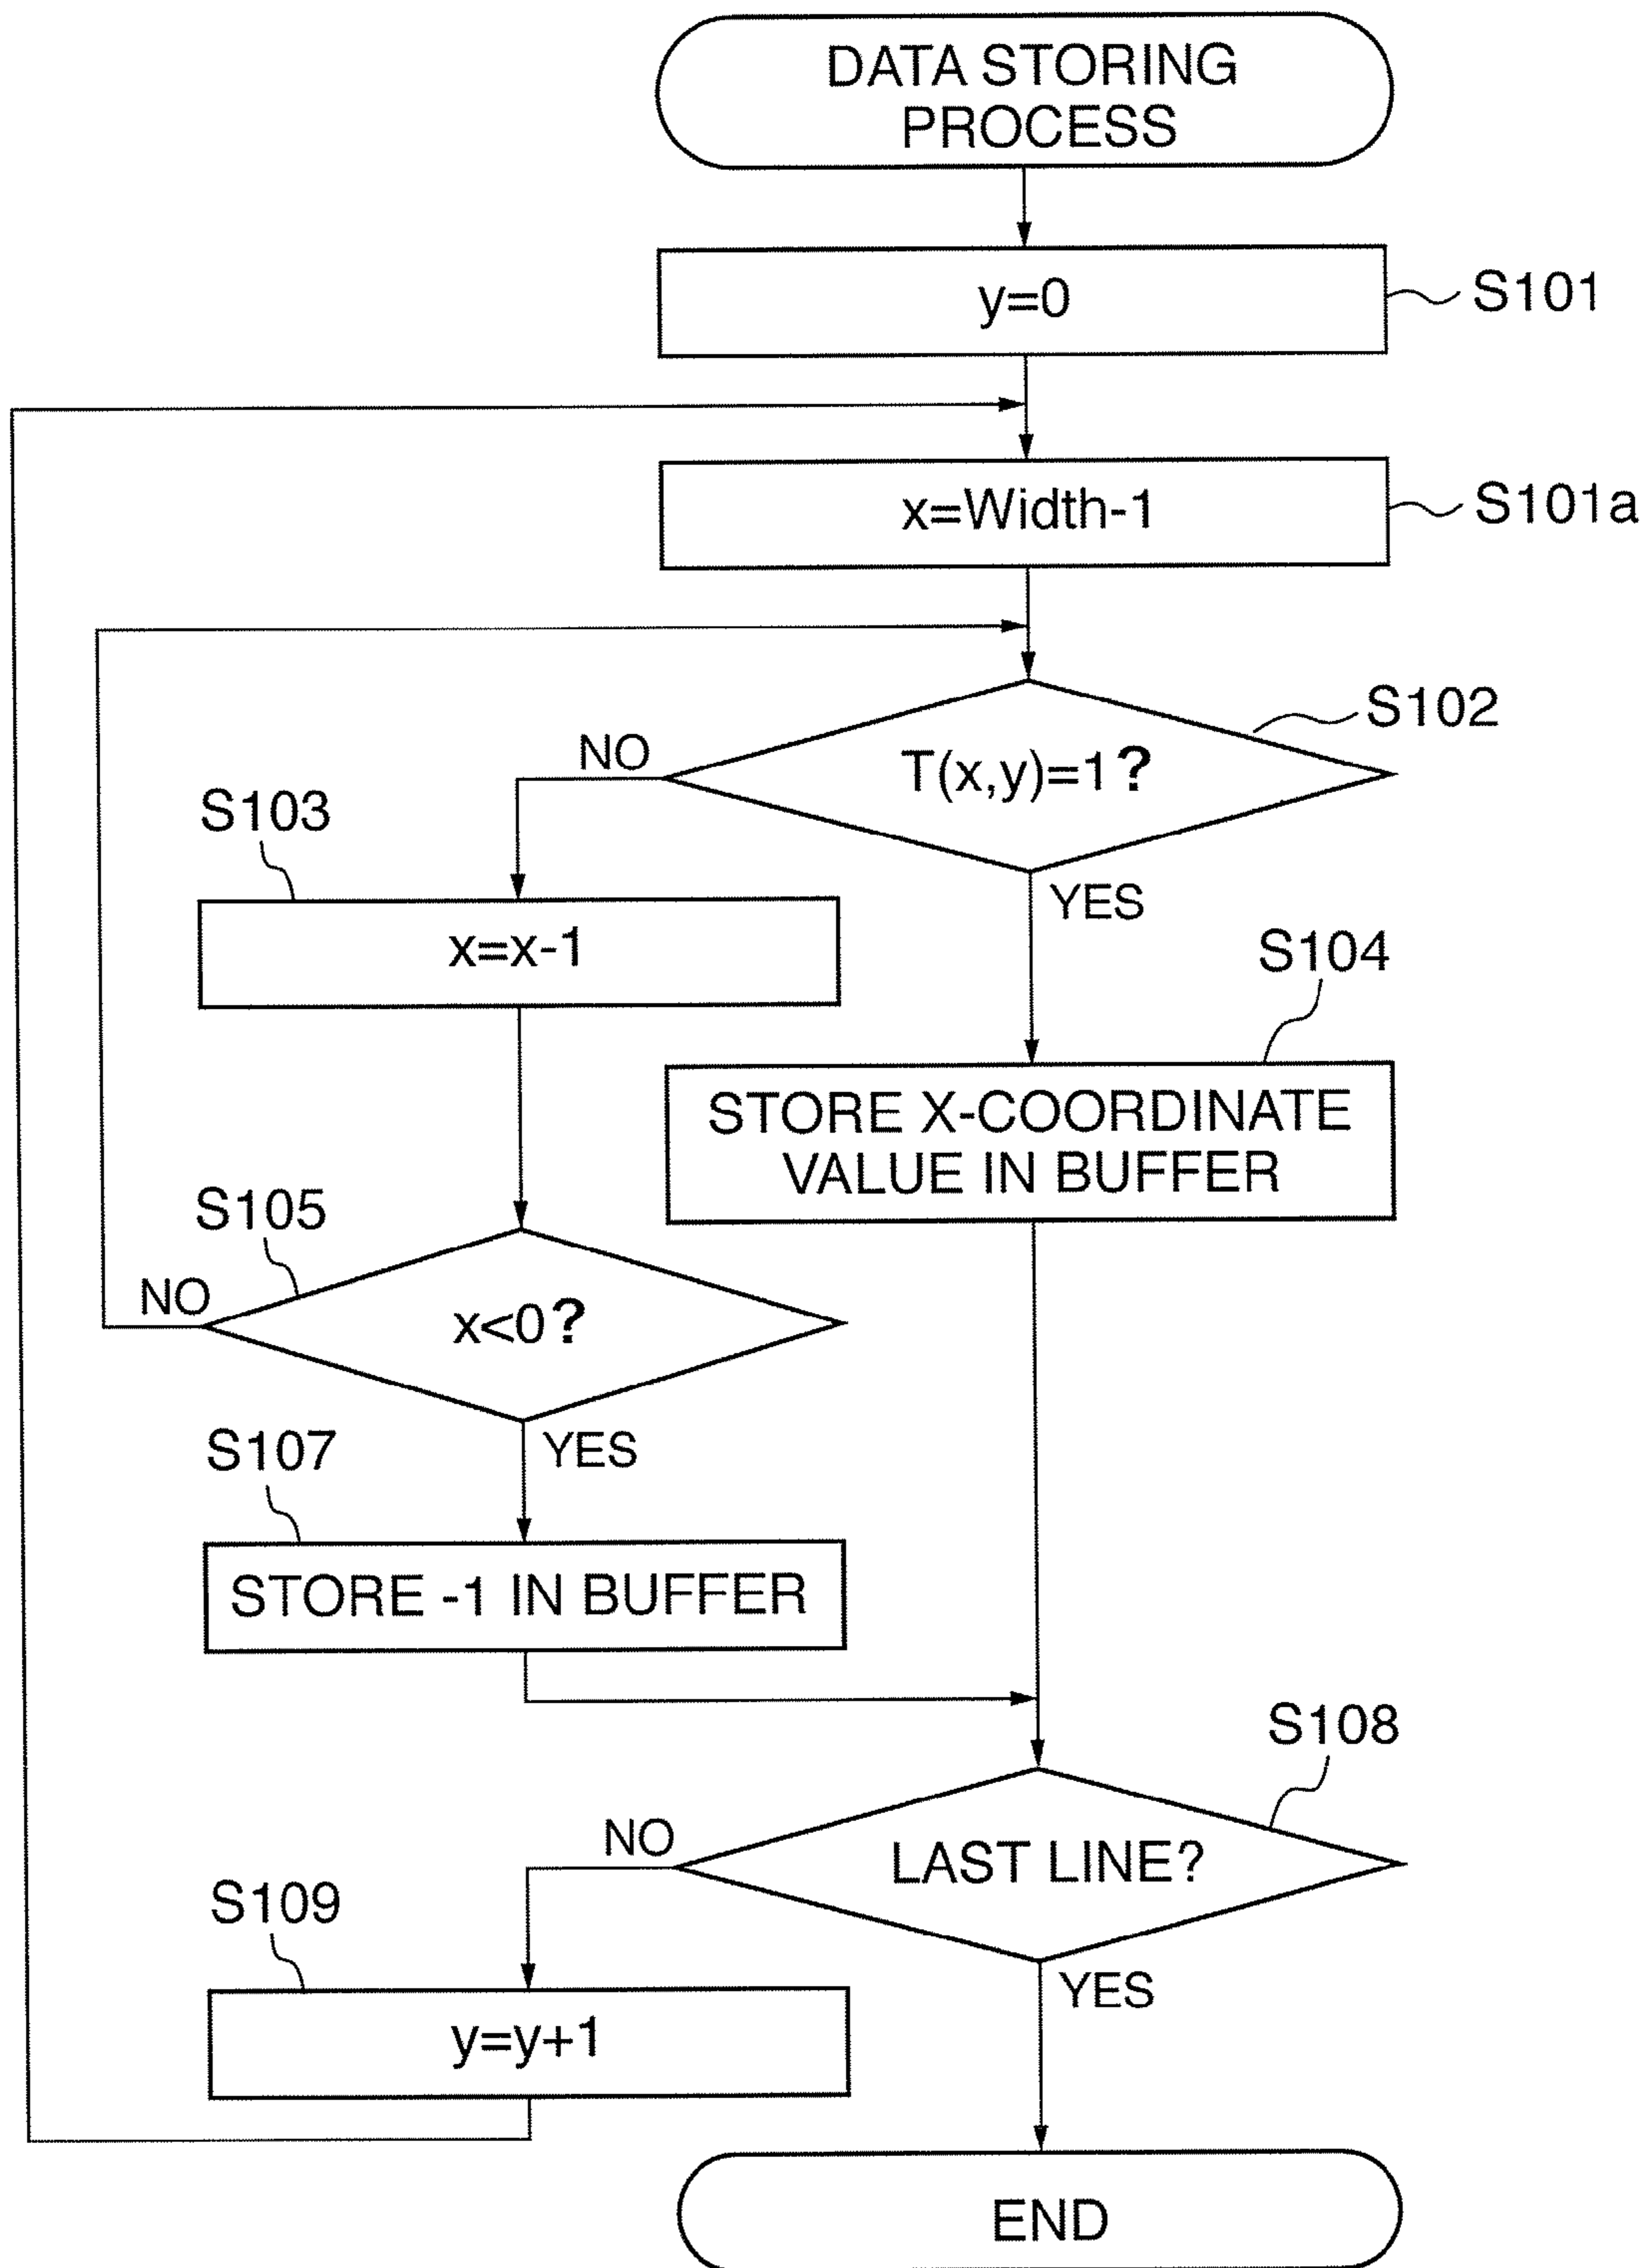 DATA STORING
PROCESS
y=0
S101
x=Width-1
S101a
S102
NO
T(x,y)=1?
S103
YES
x=x-1
S104
STORE X-COORDINATE
VALUE IN BUFFER
S105
NO
x<0?
S107
YES
STORE -1 IN BUFFER
S108
NO
LAST LINE?
S109
YES
y=y+1
END